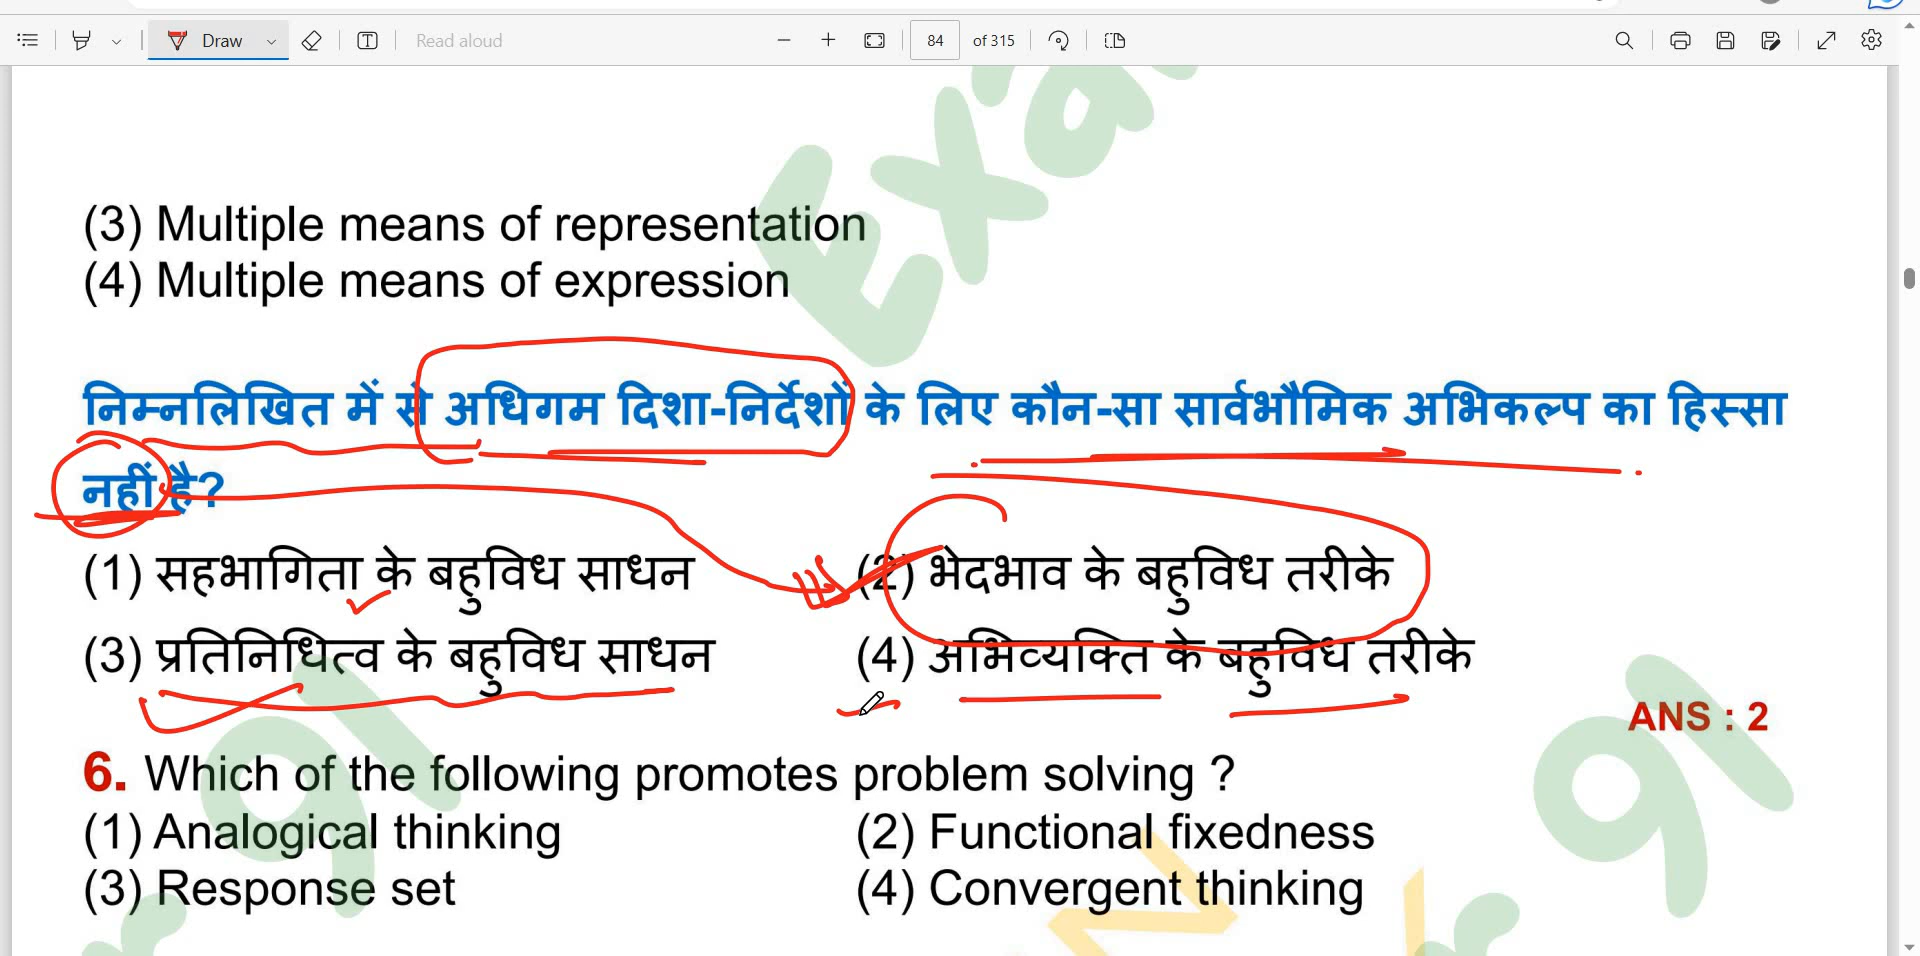 Draw
Read aloud
84 of 315
(3) Multiple means of representation
(4) Multiple means of expression
निम्नलिखित में से अधिगम दिशा-निर्देशों के लिए कौन-सा सार्वभौमिक अभिकल्प का हिस्सा
नहीं है?
(1) सहभागिता के बहुविध साधन (2) भेदभाव के बहुविध तरीके
(3) प्रतिनिधित्व के बहुविध साधन (4) अभिव्यक्ति के बहुविध तरीके
ANS : 2
6. Which of the following promotes problem solving ?
(1) Analogical thinking (2) Functional fixedness
(3) Response set (4) Convergent thinking